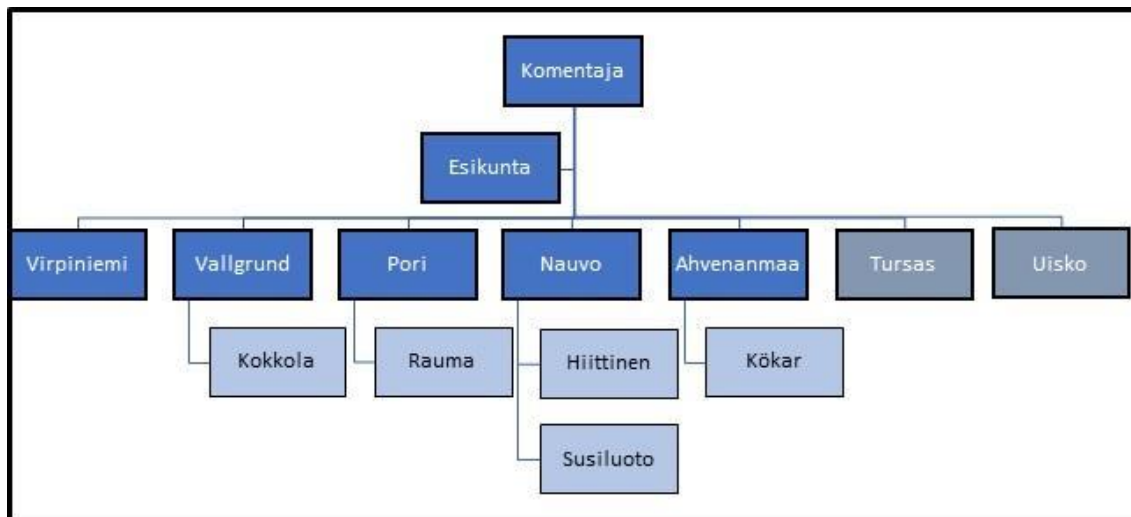 Komentaja
Esikunta
Virpiniemi
Vallgrund
Pori
Nauvo
Ahvenanmaa
Tursas
Uisko
Kokkola
Rauma
Hiittinen
Kökar
Susiluoto